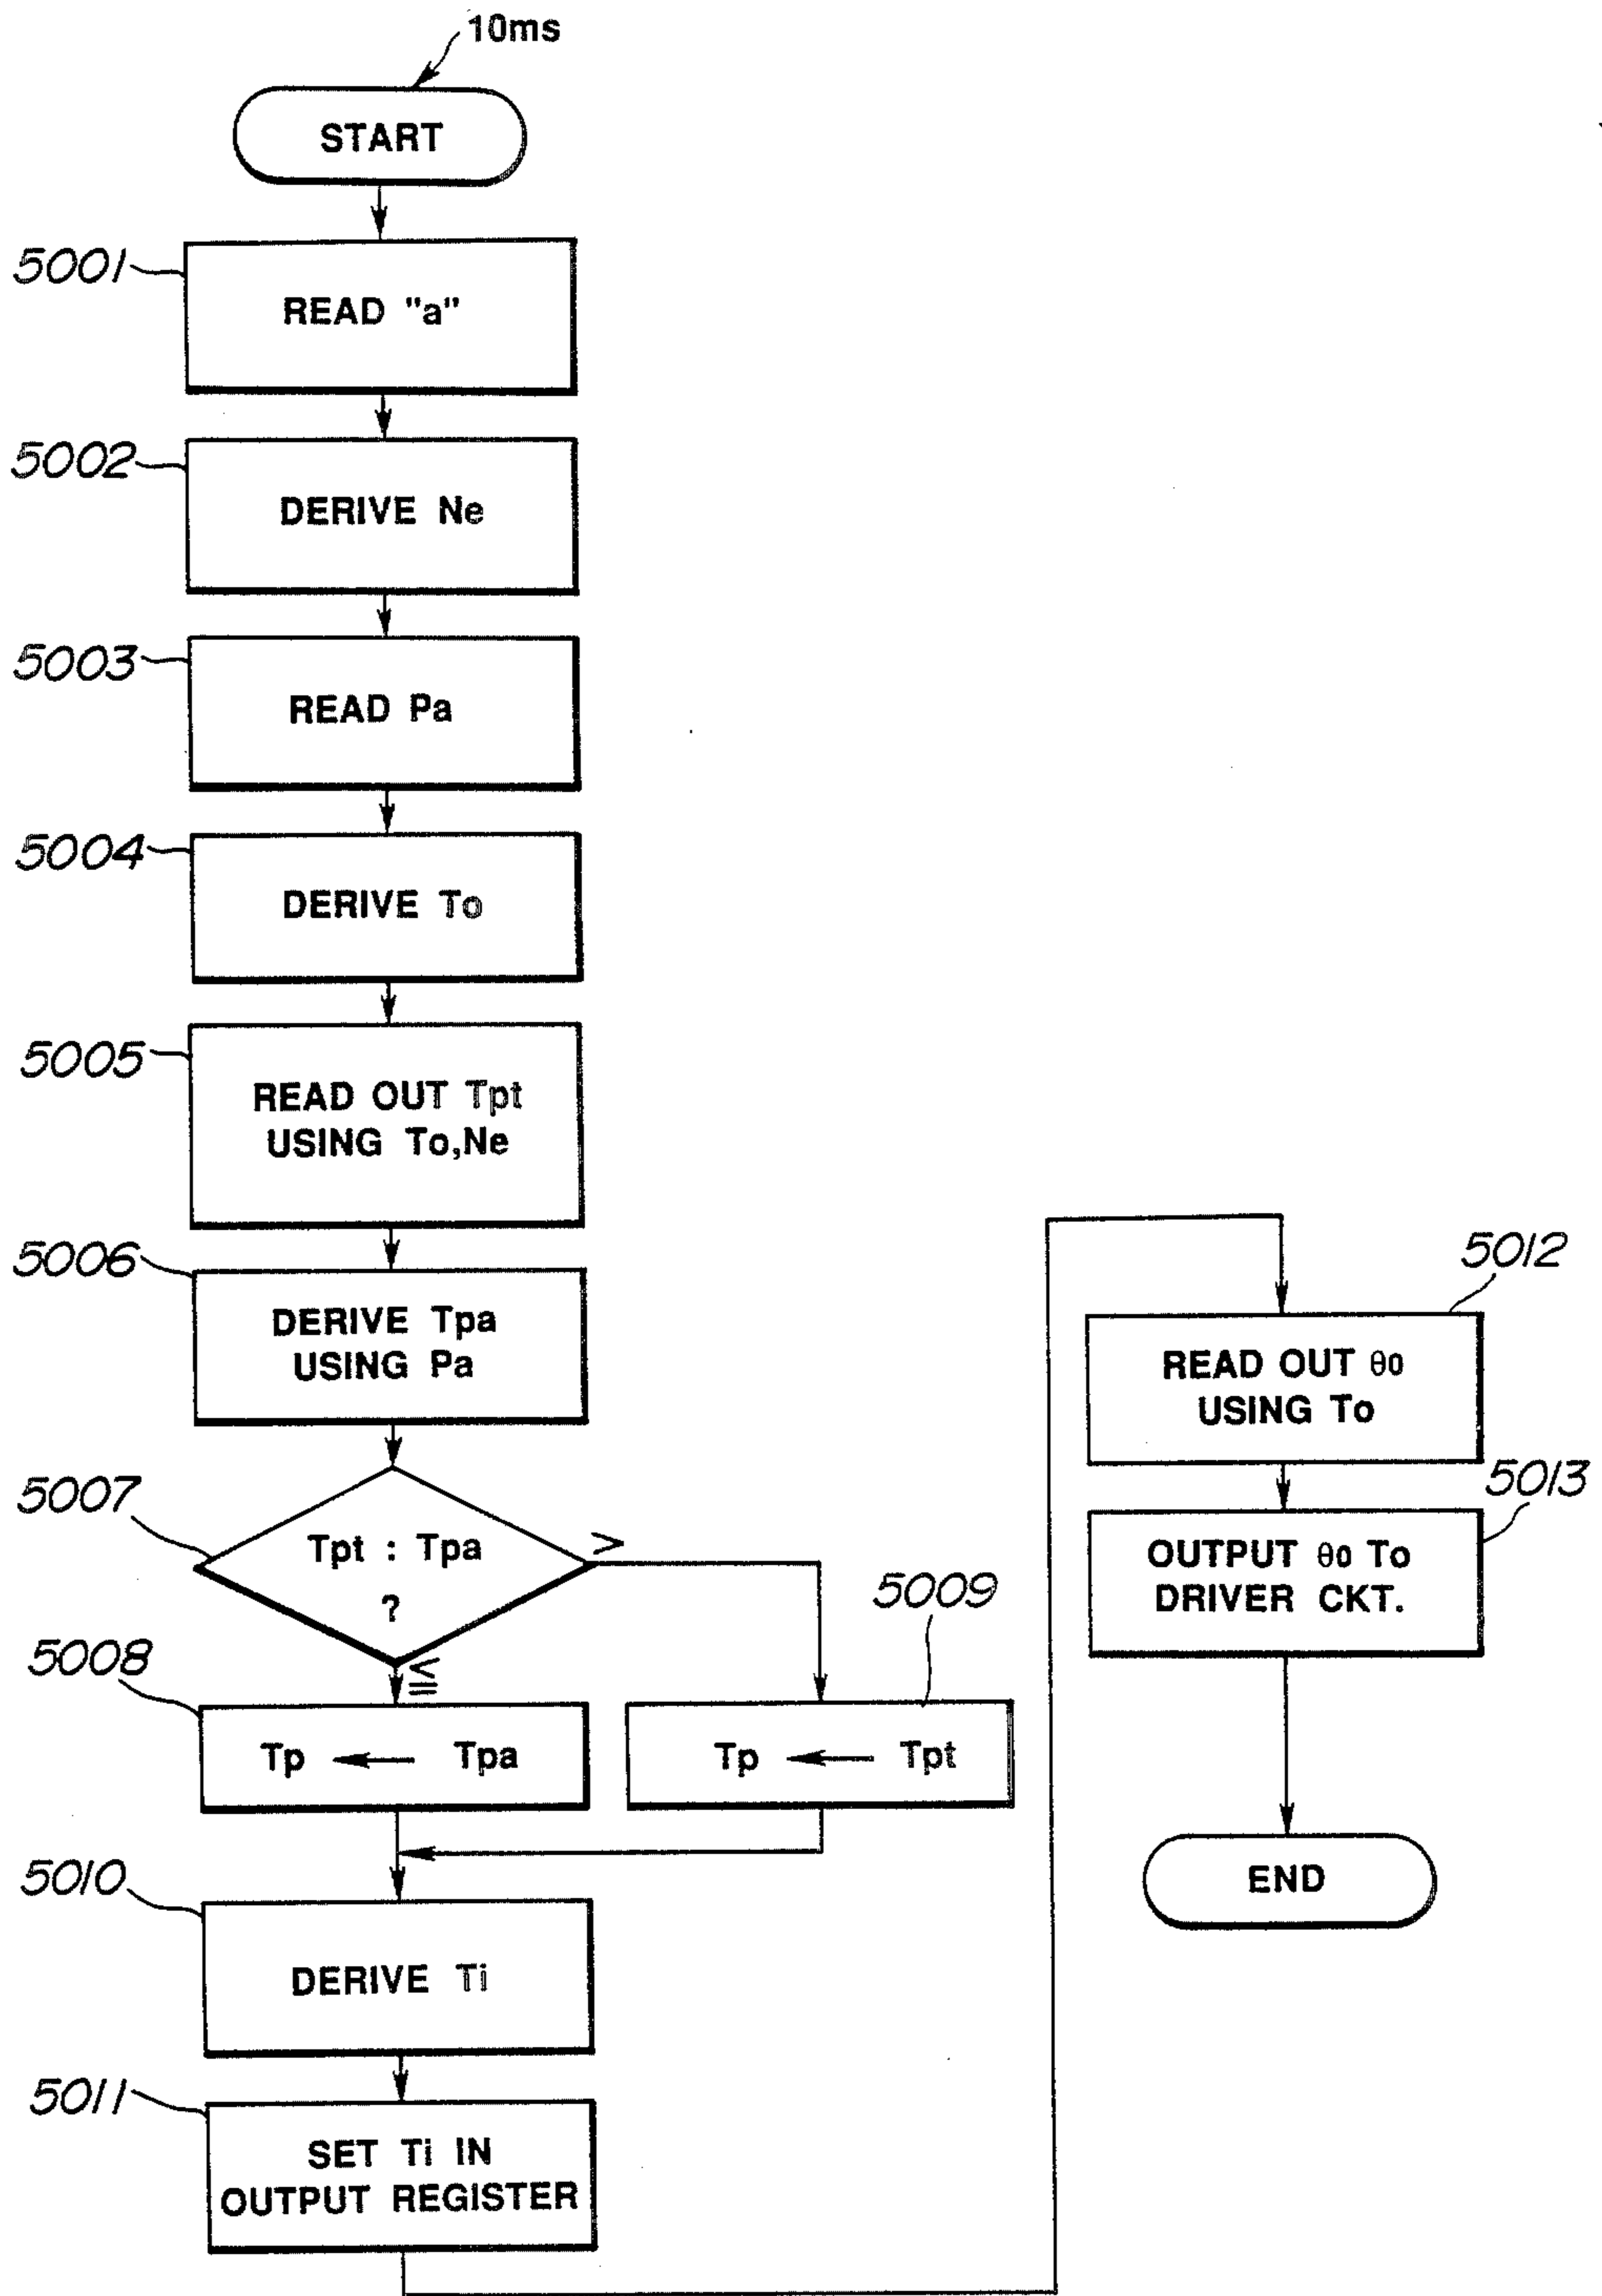 10ms
START
5001
READ "a"
5002
DERIVE Ne
5003
READ Pa
5004
DERIVE To
5005
READ OUT Tpt
USING To,Ne
5006
DERIVE Tpa
USING Pa
5007
Tpt : Tpa
?
>
≦
5008
Tp ← Tpa
5009
Tp ← Tpt
5010
DERIVE Ti
5011
SET Ti IN
OUTPUT REGISTER
5012
READ OUT θ0
USING To
5013
OUTPUT θ0 To
DRIVER CKT.
END